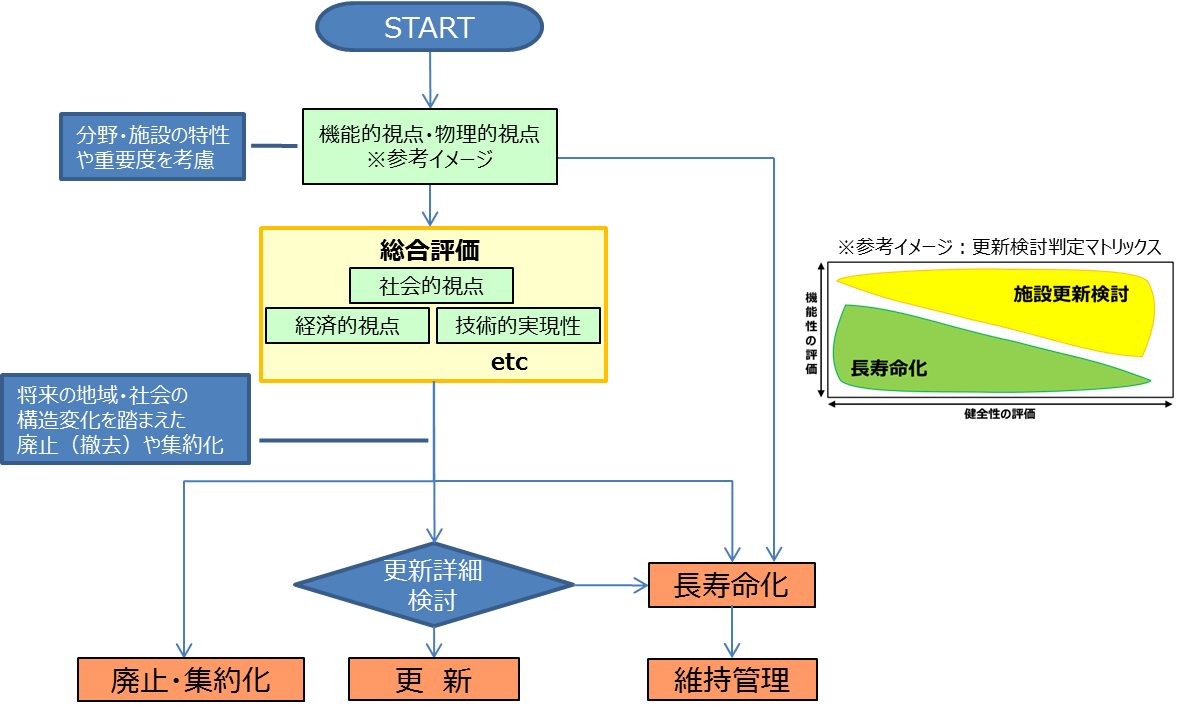 START
分野・施設の特性
や重要度を考慮
機能的視点・物理的視点
※参考イメージ
総合評価
社会的視点
経済的視点
技術的実現性
etc
※参考イメージ：更新検討判定マトリックス
機能性の評価
施設更新検討
長寿命化
健全性の評価
将来の地域・社会の
構造変化を踏まえた
廃止（撤去）や集約化
更新詳細
検討
長寿命化
廃止・集約化
更　新
維持管理